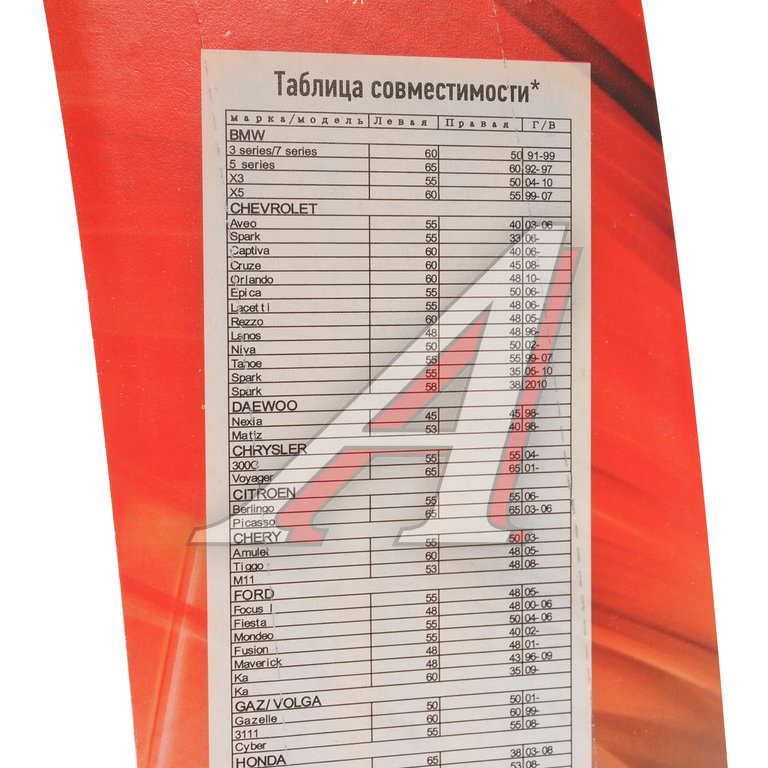 Таблица совместимости*
марка/модель Левая Правая Г/В
BMW
3 series/7 series 60 50 91-99
5 series 65 60 92-97
X3 55 50 04-10
X5 60 55 99-07
CHEVROLET
Aveo 55 40 03-06
Spark 55 33 06-
Captiva 60 40 06-
Cruze 60 45 08-
Orlando 60 48 10-
Epica 55 50 06-
Lacetti 55 48 06-
Rezzo 60 48 05-
Lanos 48 48 96-
Niva 50 50 02-
Tahoe 55 55 99-07
Spark 55 35 05-10
Spark 58 38 2010
DAEWOO
Nexia 45 45 98-
Matiz 53 40 98-
CHRYSLER
300C 55 55 04-
Voyager 65 65 01-
CITROEN
Berlingo 55 55 06-
Picasso 65 65 03-06
CHERY
Amulet 55 50 03-
Tiggo 60 48 05-
M11 53 48 08-
FORD
Focus I 55 48 05-
Fiesta 48 48 00-06
Mondeo 55 50 04-06
Fusion 55 40 02-
Maverick 48 48 01-
Ka 48 43 96-09
Ka 60 35 09-
GAZ/VOLGA
Gazelle 50 50 01-
3111 60 60 99-
Cyber 55 55 08-
HONDA
65 38 03-08
53 08-